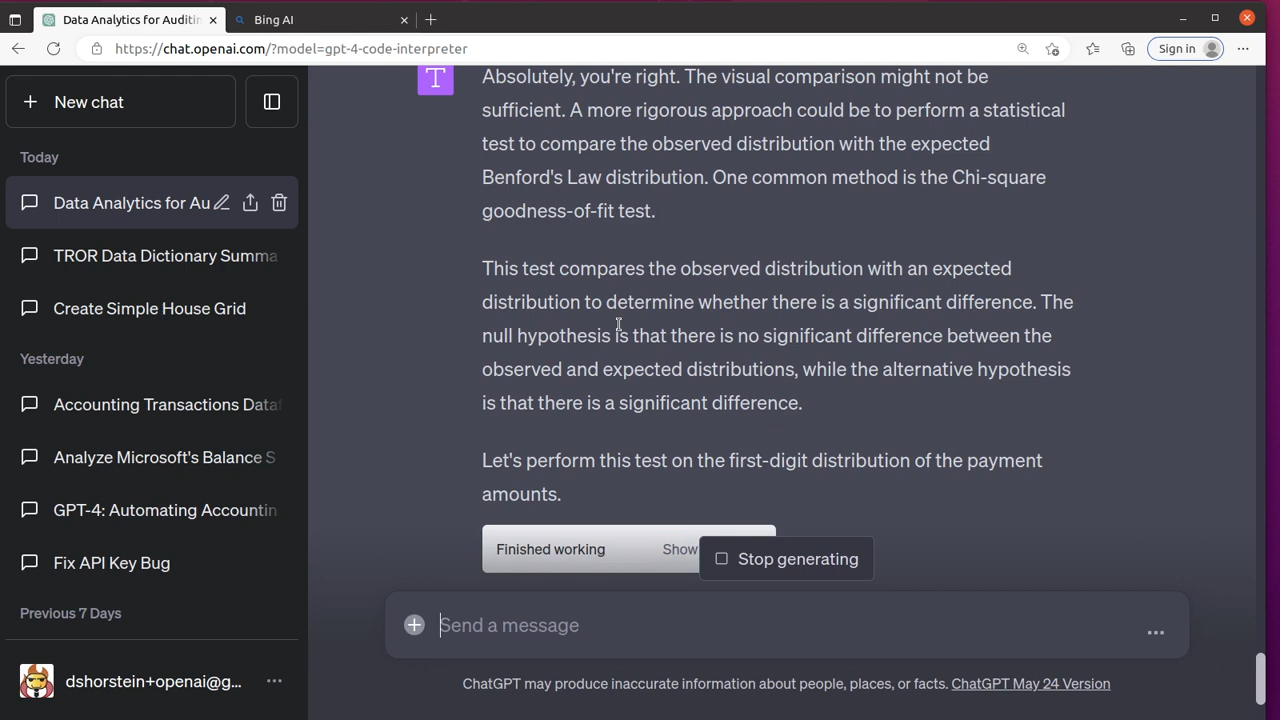 Data Analytics for Auditin
Bing AI
https://chat.openai.com/?model=gpt-4-code-interpreter
Sign in
New chat
Today
Data Analytics for Au
TROR Data Dictionary Summa
Create Simple House Grid
Yesterday
Accounting Transactions Data
Analyze Microsoft's Balance S
GPT-4: Automating Accountin
Fix API Key Bug
Previous 7 Days
dshorstein+openai@g...
T
Absolutely, you're right. The visual comparison might not be
sufficient. A more rigorous approach could be to perform a statistical
test to compare the observed distribution with the expected
Benford's Law distribution. One common method is the Chi-square
goodness-of-fit test.
This test compares the observed distribution with an expected
distribution to determine whether there is a significant difference. The
null hypothesis is that there is no significant difference between the
observed and expected distributions, while the alternative hypothesis
is that there is a significant difference.
Let's perform this test on the first-digit distribution of the payment
amounts.
Finished working Show
Stop generating
Send a message
ChatGPT may produce inaccurate information about people, places, or facts. ChatGPT May 24 Version